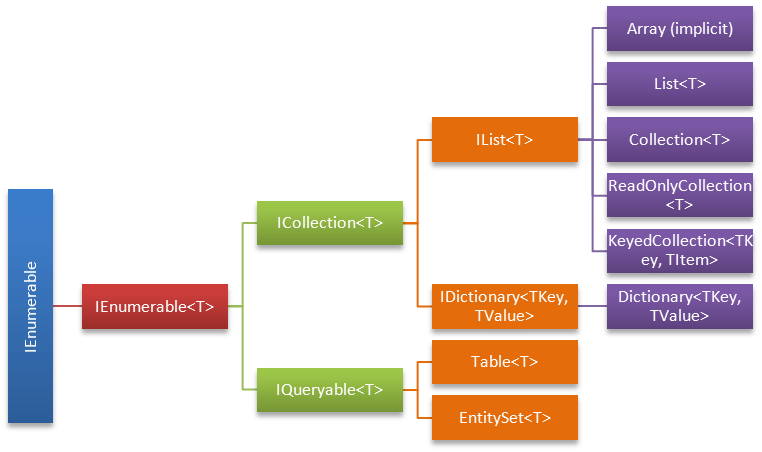 IEnumerable
IEnumerable<T>
ICollection<T>
IQueryable<T>
IList<T>
IDictionary<TKey,
TValue>
Table<T>
EntitySet<T>
Array (implicit)
List<T>
Collection<T>
ReadOnlyCollection
<T>
KeyedCollection<TK
ey, TItem>
Dictionary<TKey,
TValue>